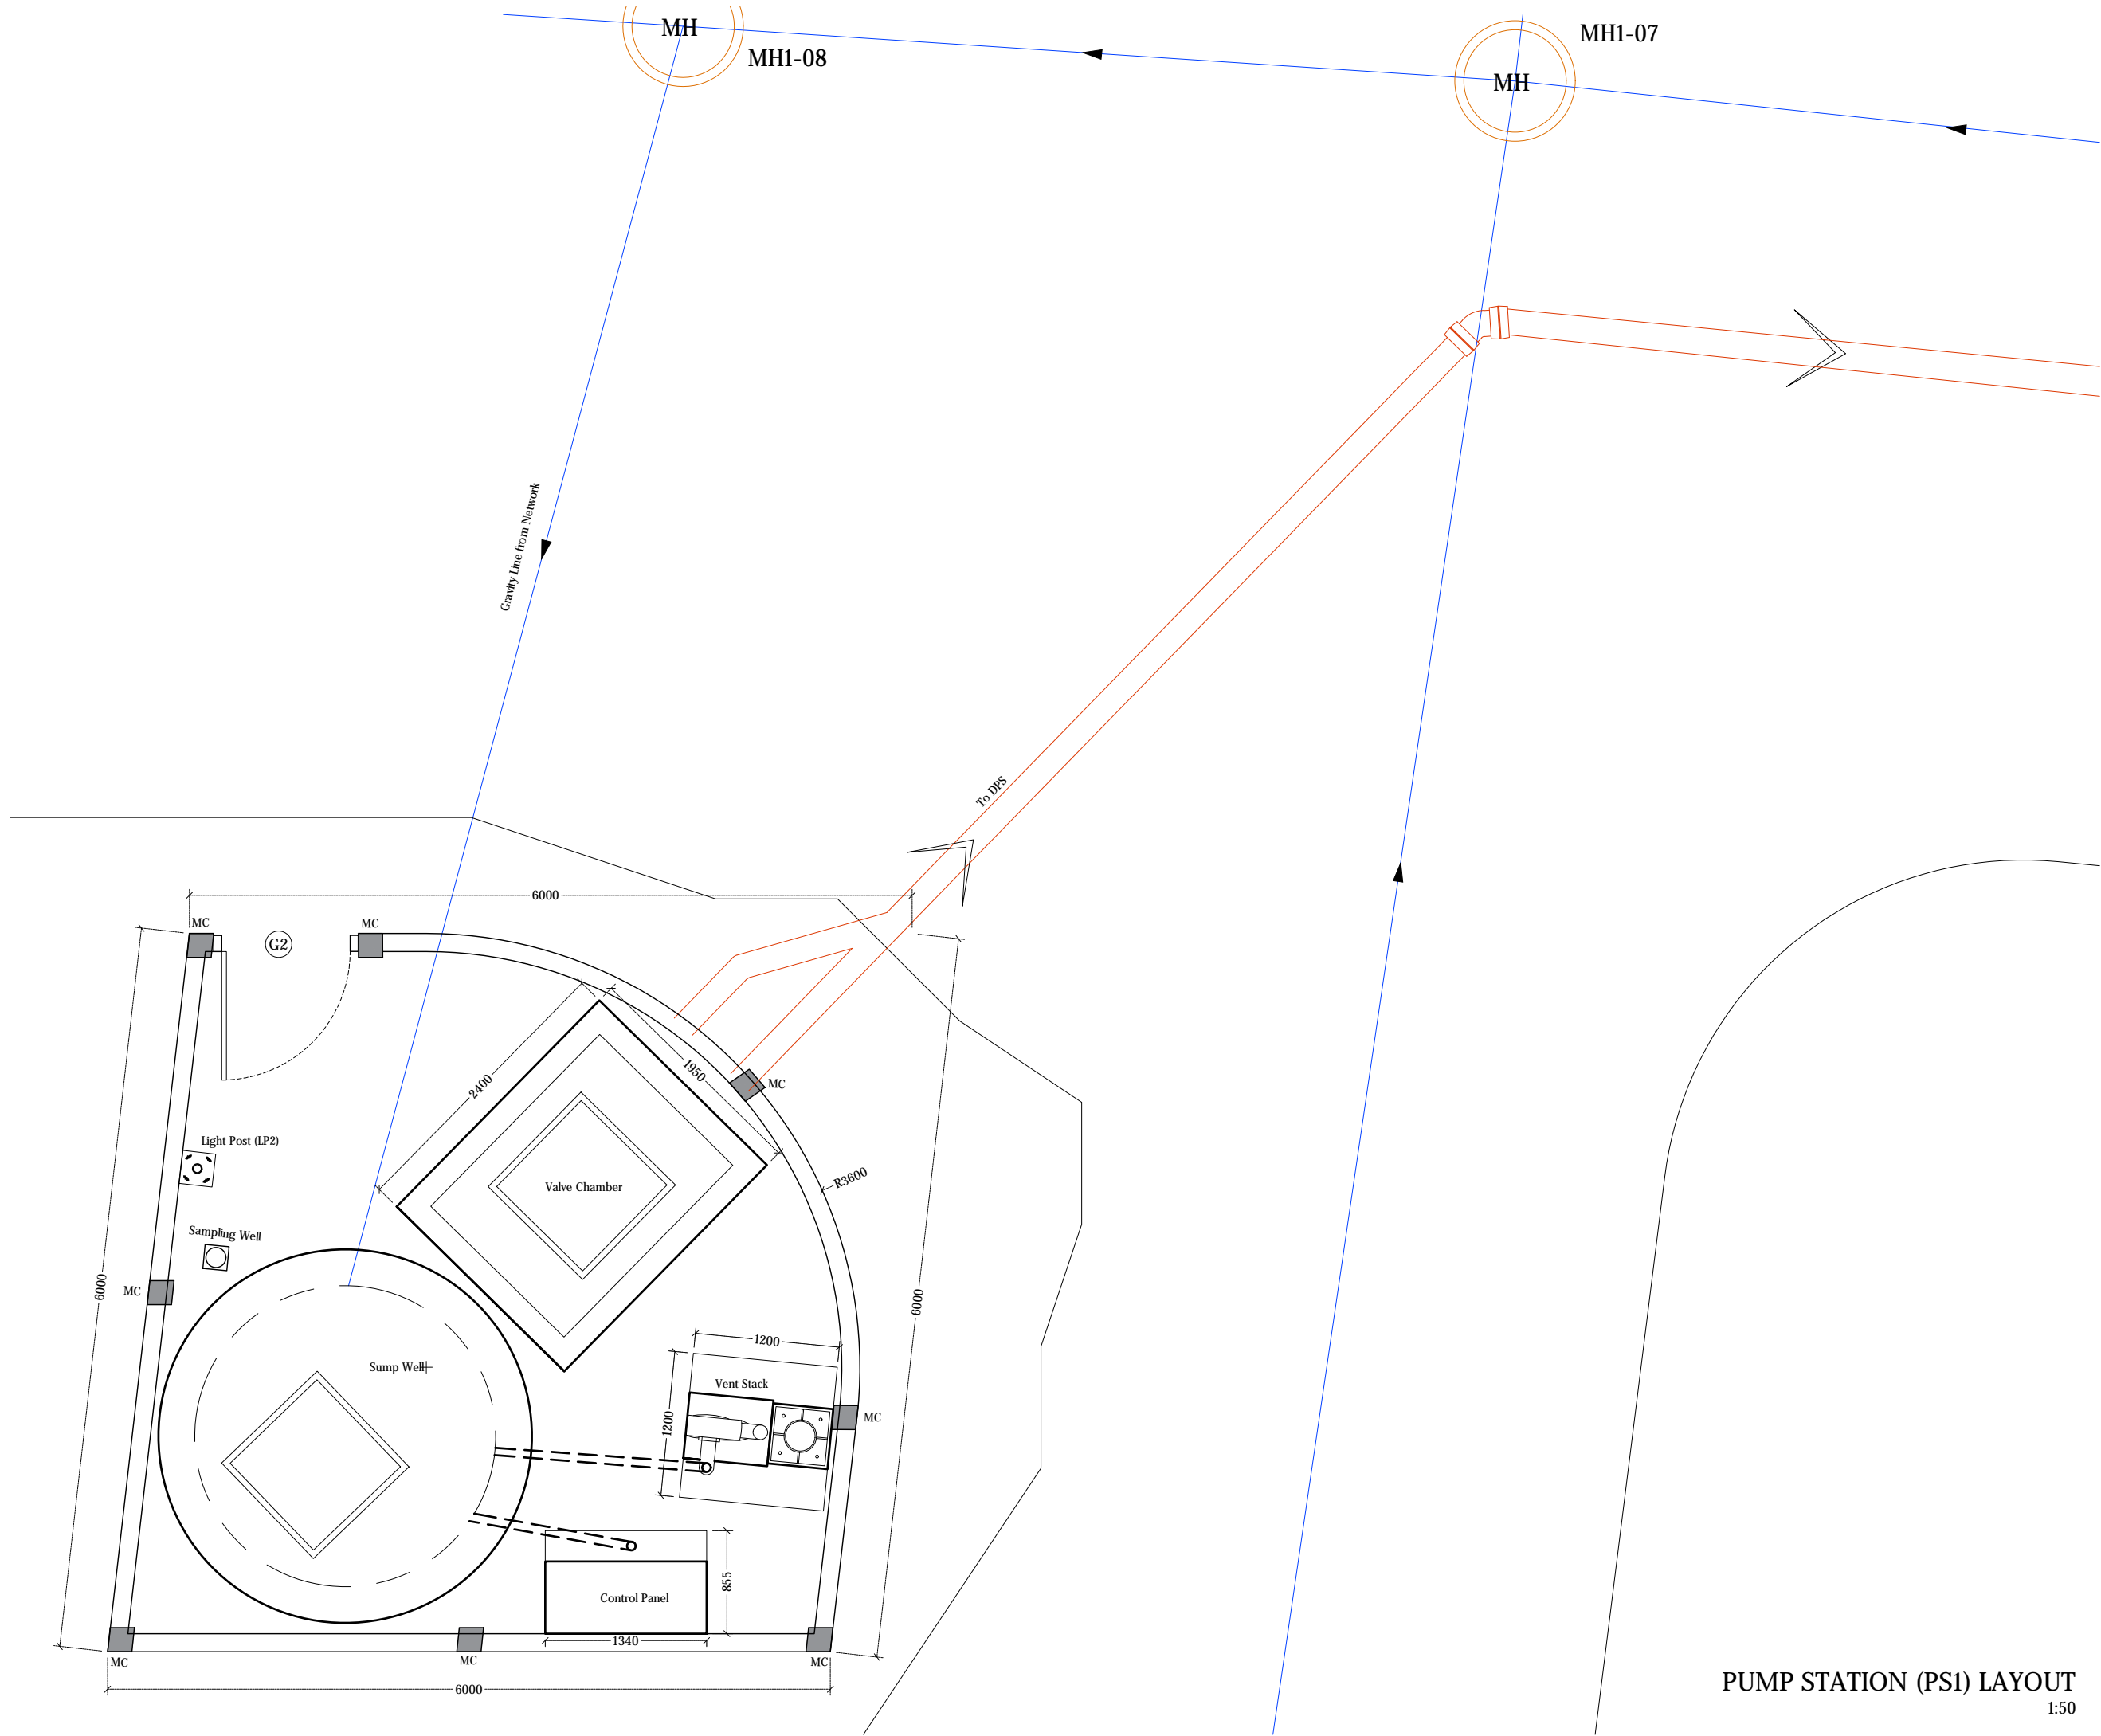 MH
MH1-08
MH1-07
MH
Gravity Line from Network
To DPS
6000
MC
G2
MC
1950
2400
MC
Light Post (LP2)
Valve Chamber
R3600
Sampling Well
6000
MC
6000
1200
Sump Well
Vent Stack
1200
MC
855
Control Panel
1340
MC
MC
MC
6000
PUMP STATION (PS1) LAYOUT
1:50